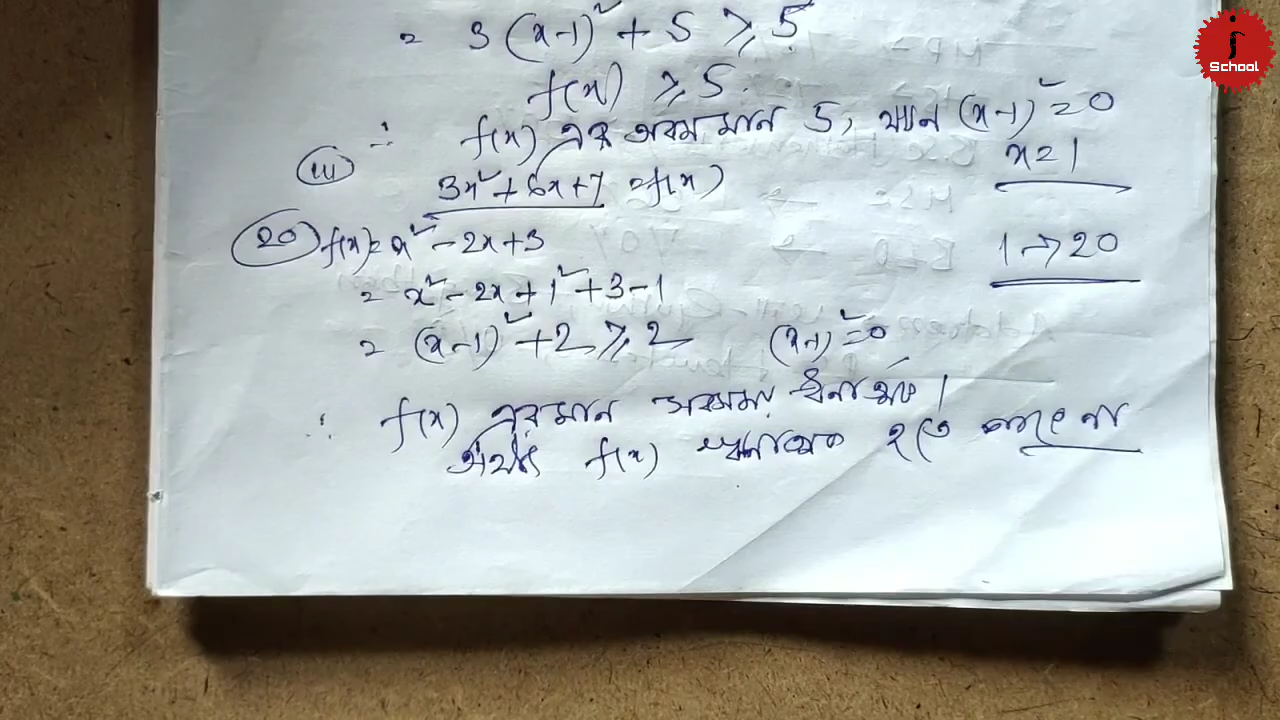 = 3(x-1)² + 5 ≥ 5
f(x) ≥ 5.
∴ f(x) এর অবম মান 5, যখন (x-1)² = 0
x = 1
(iii) 3x² + 6x + 7 = f(x)
(20) f(x) = x² - 2x + 3
1 → 20
= x² - 2x + 1² + 3 - 1
= (x-1)² + 2 ≥ 2 (x-1)² = 0
∴ f(x) এর মান সবসময় ধনাত্মক।
অর্থাৎ f(x) ঋণাত্মক হতে পারে না
School